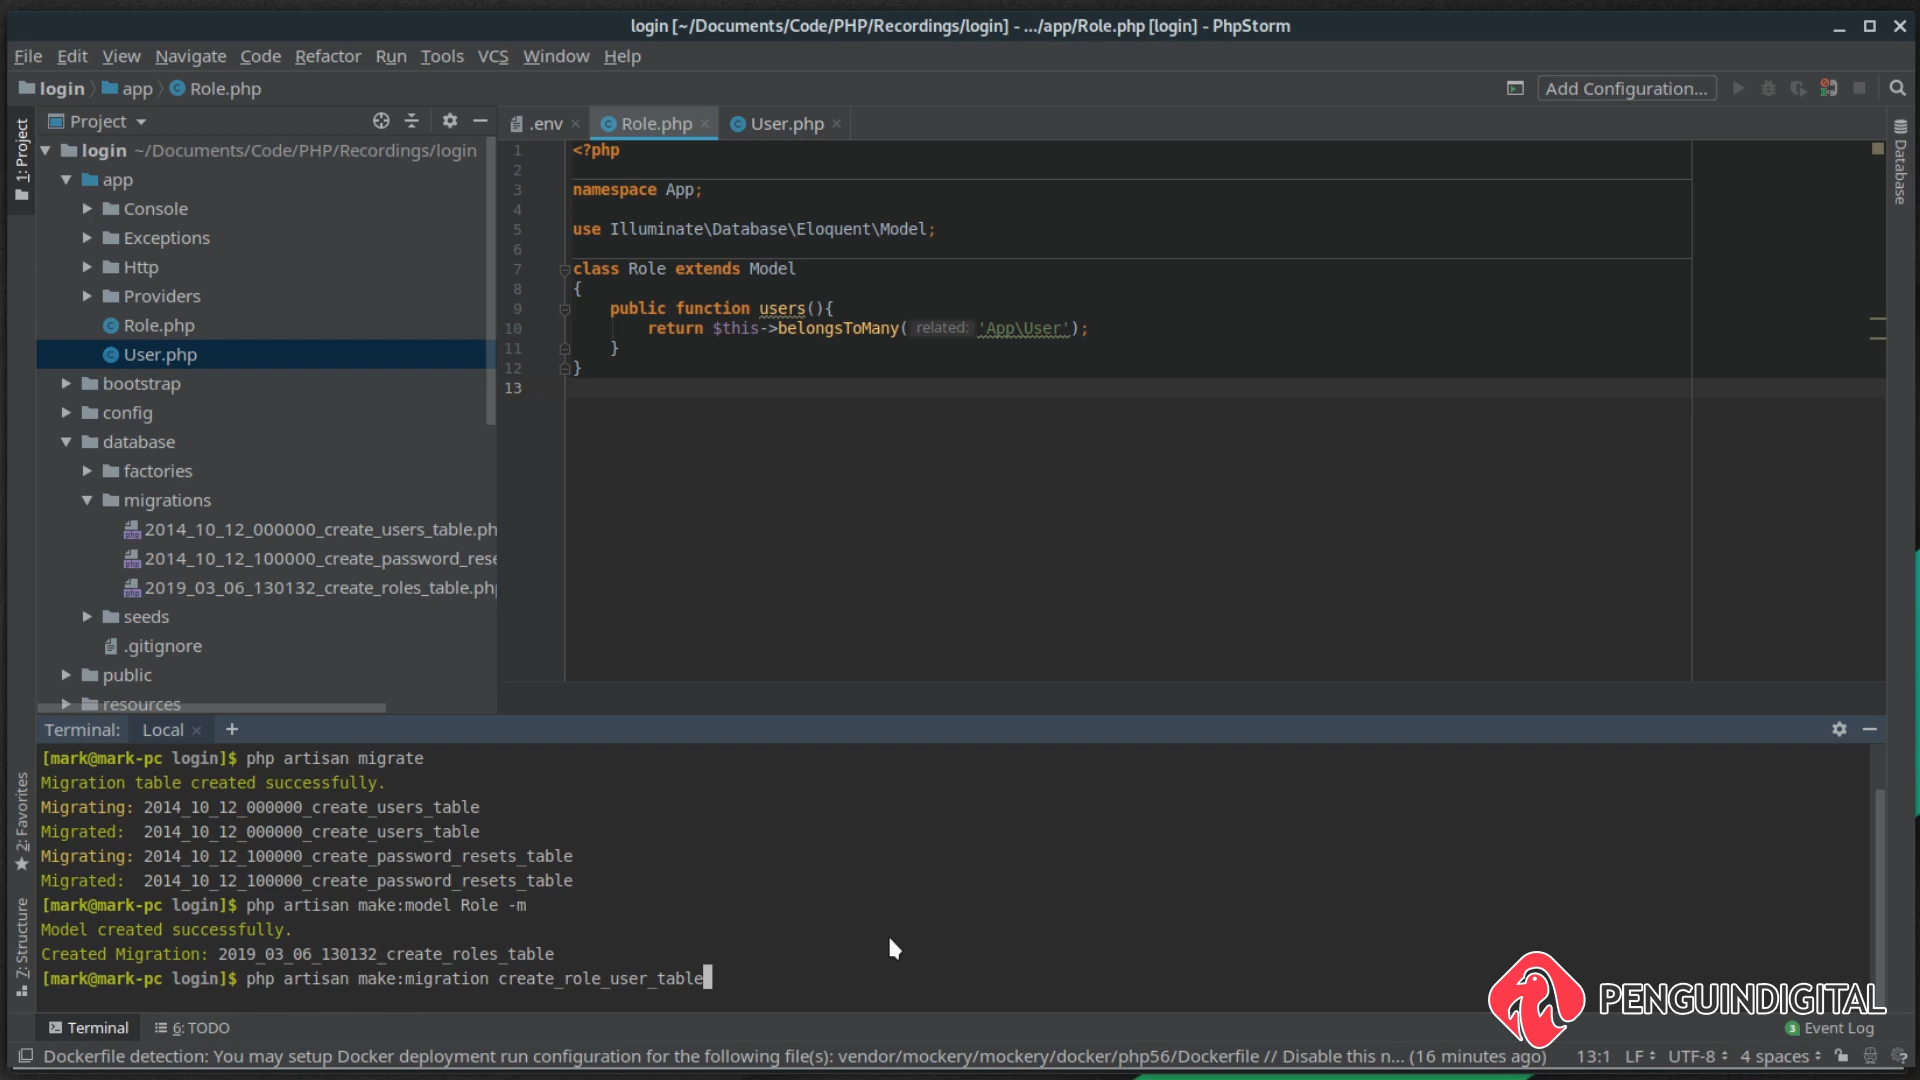 login [~/Documents/Code/PHP/Recordings/login] - .../app/Role.php [login] - PhpStorm
File Edit View Navigate Code Refactor Run Tools VCS Window Help
login app Role.php
Add Configuration...
1: Project
Project
login ~/Documents/Code/PHP/Recordings/login
app
Console
Exceptions
Http
Providers
Role.php
User.php
bootstrap
config
database
factories
migrations
2014_10_12_000000_create_users_table.ph
2014_10_12_100000_create_password_rese
2019_03_06_130132_create_roles_table.php
seeds
.gitignore
public
resources
.env Role.php User.php
1 <?php
2
3 namespace App;
4
5 use Illuminate\Database\Eloquent\Model;
6
7 class Role extends Model
8 {
9 public function users(){
10 return $this->belongsToMany( related: 'App\User');
11 }
12 }
13
Database
Terminal: Local +
[mark@mark-pc login]$ php artisan migrate
Migration table created successfully.
Migrating: 2014_10_12_000000_create_users_table
Migrated:  2014_10_12_000000_create_users_table
Migrating: 2014_10_12_100000_create_password_resets_table
Migrated:  2014_10_12_100000_create_password_resets_table
[mark@mark-pc login]$ php artisan make:model Role -m
Model created successfully.
Created Migration: 2019_03_06_130132_create_roles_table
[mark@mark-pc login]$ php artisan make:migration create_role_user_table
2: Favorites
7: Structure
PENGUINDIGITAL
Terminal 6: TODO
3 Event Log
Dockerfile detection: You may setup Docker deployment run configuration for the following file(s): vendor/mockery/mockery/docker/php56/Dockerfile // Disable this n... (16 minutes ago) 13:1 LF UTF-8 4 spaces